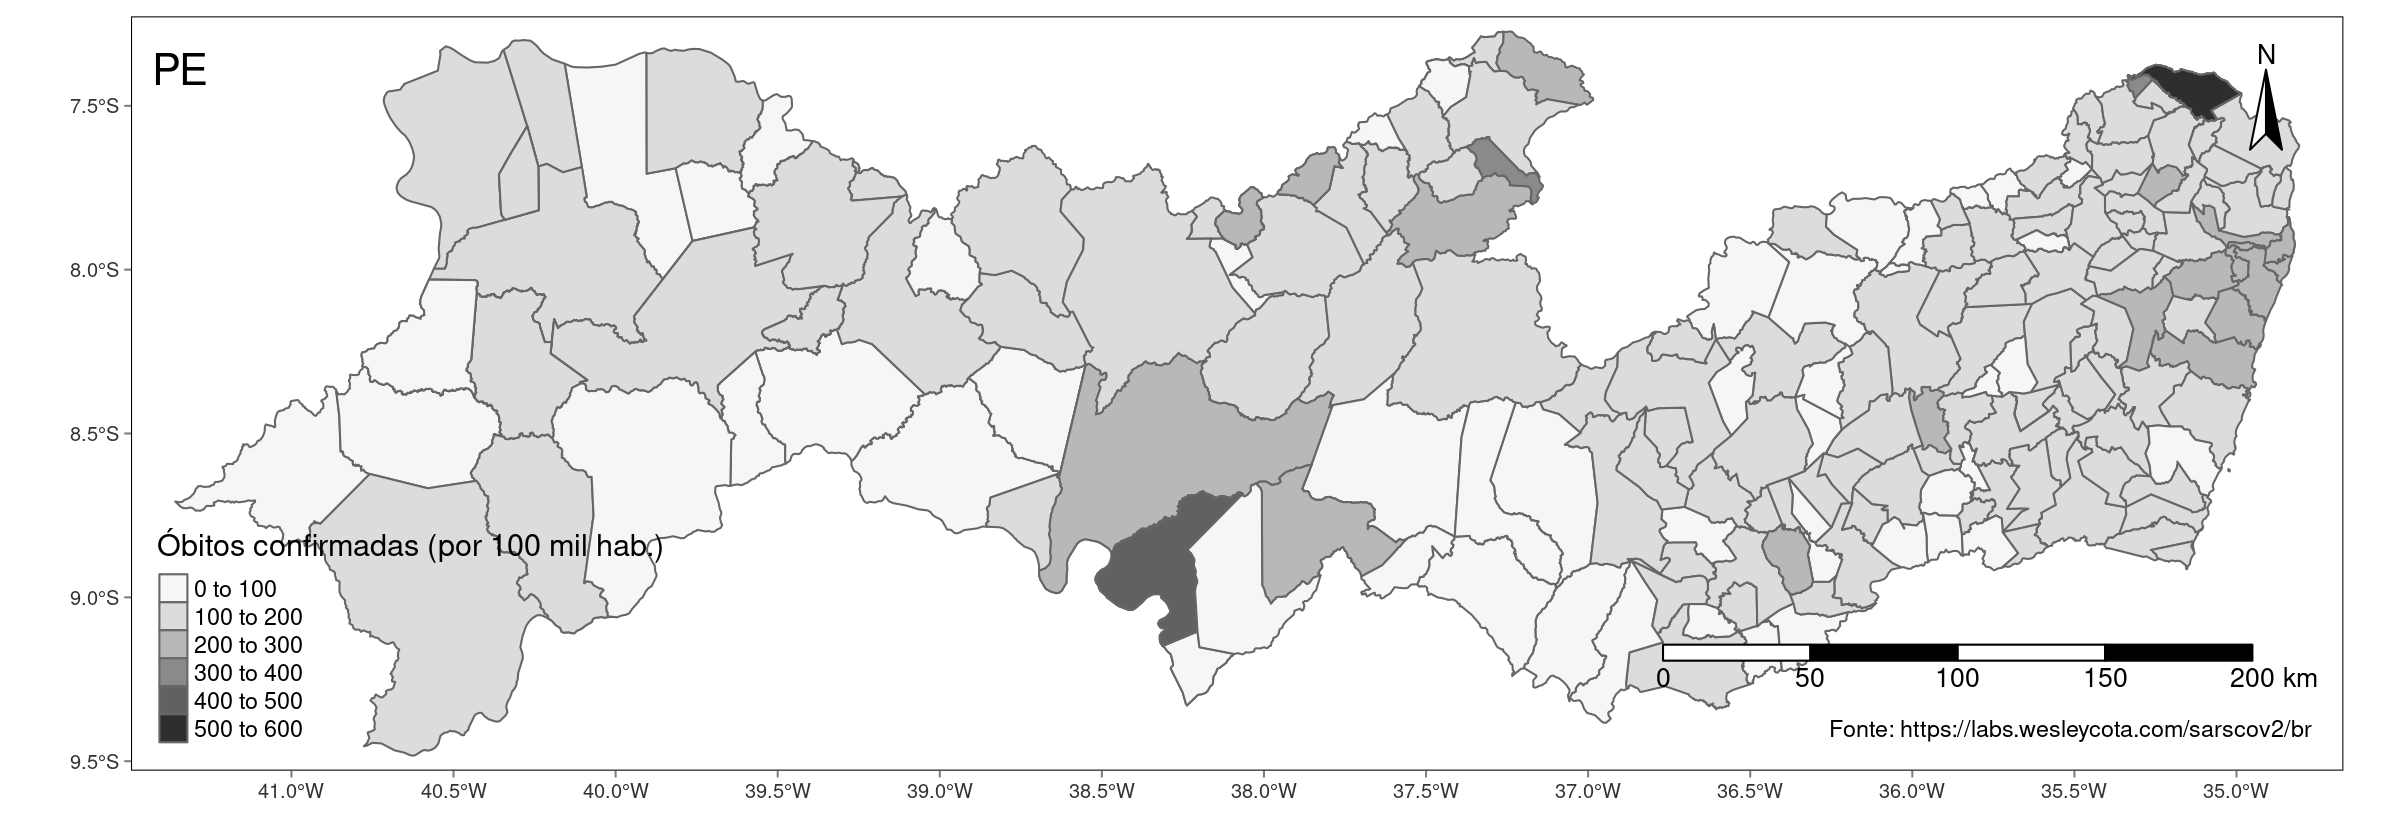 PE
N
7.5°S
8.0°S
8.5°S
9.0°S
9.5°S
Óbitos confirmadas (por 100 mil hab.)
0 to 100
100 to 200
200 to 300
300 to 400
400 to 500
500 to 600
0 50 100 150 200 km
Fonte: https://labs.wesleycota.com/sarscov2/br
41.0°W 40.5°W 40.0°W 39.5°W 39.0°W 38.5°W 38.0°W 37.5°W 37.0°W 36.5°W 36.0°W 35.5°W 35.0°W